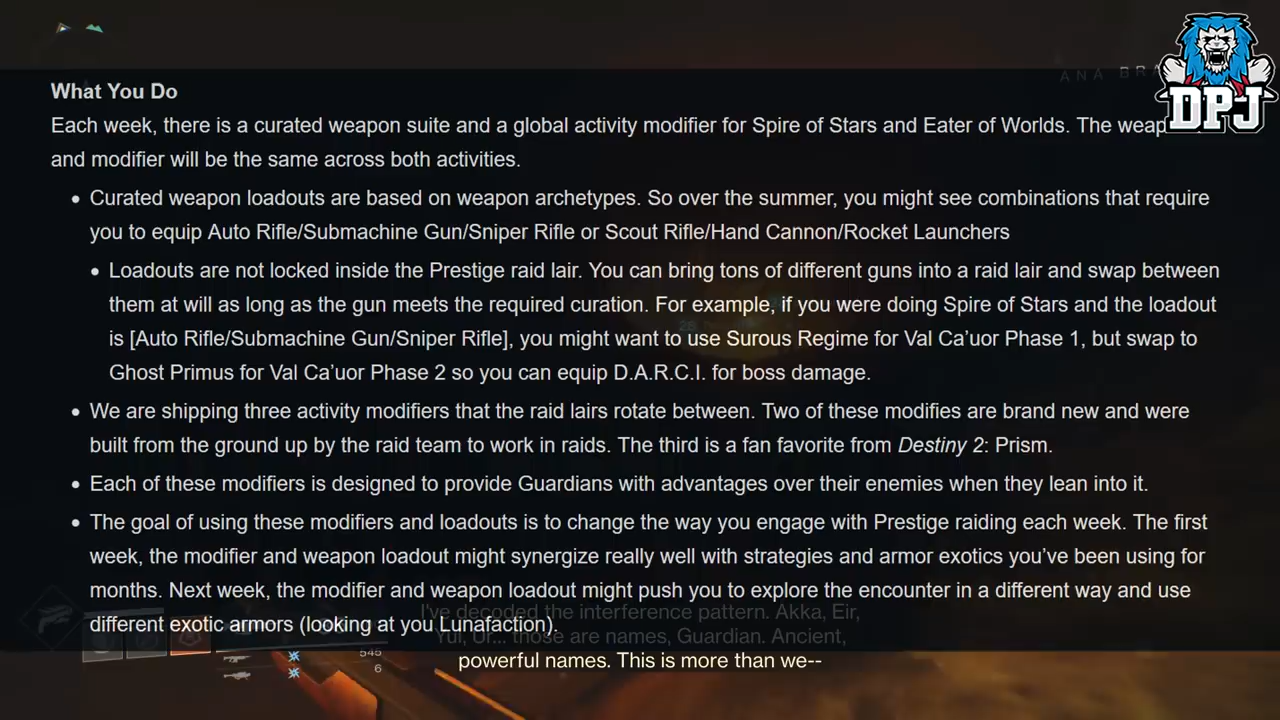 ANA BRA
DPJ
What You Do
Each week, there is a curated weapon suite and a global activity modifier for Spire of Stars and Eater of Worlds. The weap
and modifier will be the same across both activities.
• Curated weapon loadouts are based on weapon archetypes. So over the summer, you might see combinations that require
you to equip Auto Rifle/Submachine Gun/Sniper Rifle or Scout Rifle/Hand Cannon/Rocket Launchers
• Loadouts are not locked inside the Prestige raid lair. You can bring tons of different guns into a raid lair and swap between
them at will as long as the gun meets the required curation. For example, if you were doing Spire of Stars and the loadout
is [Auto Rifle/Submachine Gun/Sniper Rifle], you might want to use Surous Regime for Val Ca'uor Phase 1, but swap to
Ghost Primus for Val Ca'uor Phase 2 so you can equip D.A.R.C.I. for boss damage.
• We are shipping three activity modifiers that the raid lairs rotate between. Two of these modifies are brand new and were
built from the ground up by the raid team to work in raids. The third is a fan favorite from Destiny 2: Prism.
• Each of these modifiers is designed to provide Guardians with advantages over their enemies when they lean into it.
• The goal of using these modifiers and loadouts is to change the way you engage with Prestige raiding each week. The first
week, the modifier and weapon loadout might synergize really well with strategies and armor exotics you've been using for
months. Next week, the modifier and weapon loadout might push you to explore the encounter in a different way and use
different exotic armors (looking at you Lunafaction).
I've decoded the interference pattern. Akka, Eir,
Yul, Ur... those are names, Guardian. Ancient,
powerful names. This is more than we--
545
6